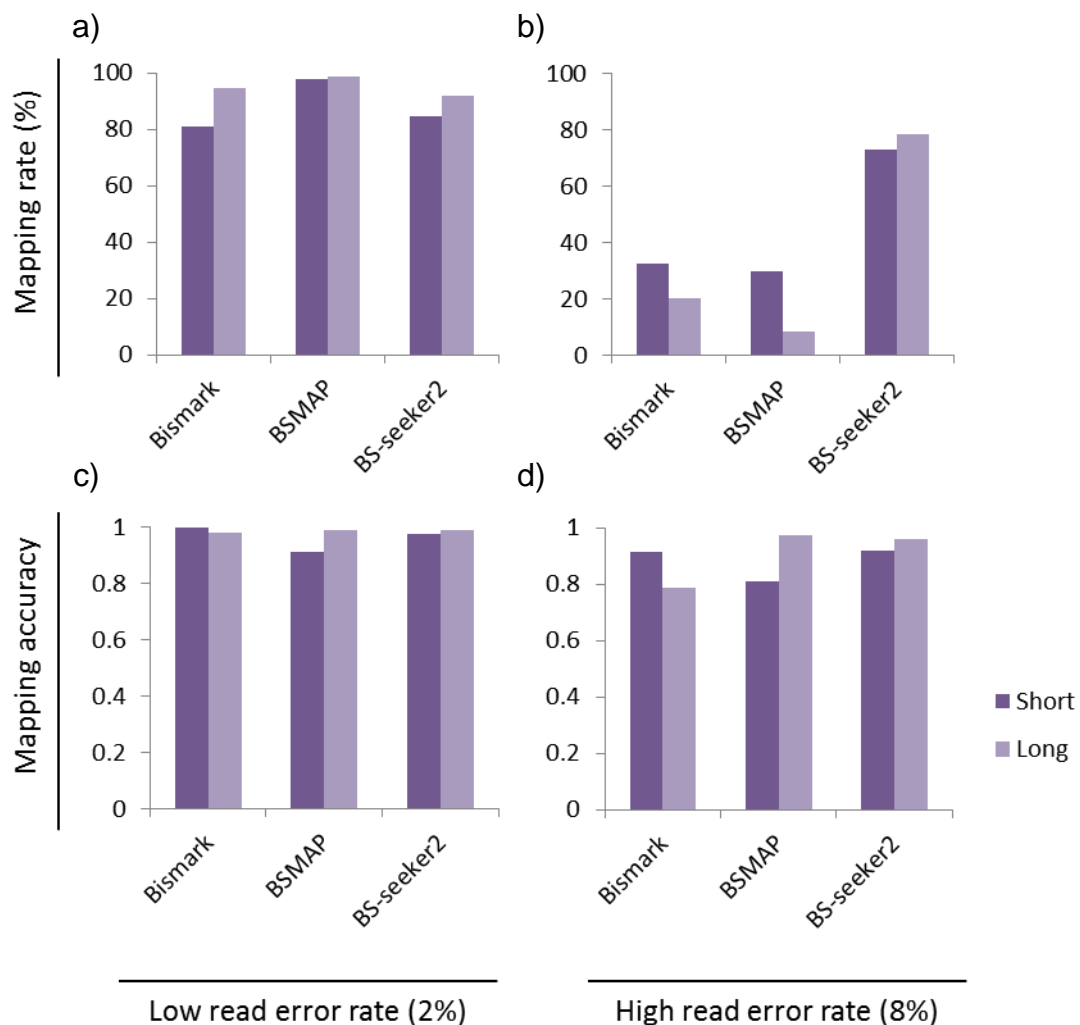 a)
Mapping rate (%)
100
80
60
40
20
0
Bismark
BSMAP
BS-seeker2
b)
100
80
60
40
20
0
Bismark
BSMAP
BS-seeker2
c)
Mapping accuracy
1
0.8
0.6
0.4
0.2
0
Bismark
BSMAP
BS-seeker2
d)
1
0.8
0.6
0.4
0.2
0
Bismark
BSMAP
BS-seeker2
Short
Long
Low read error rate (2%)
High read error rate (8%)